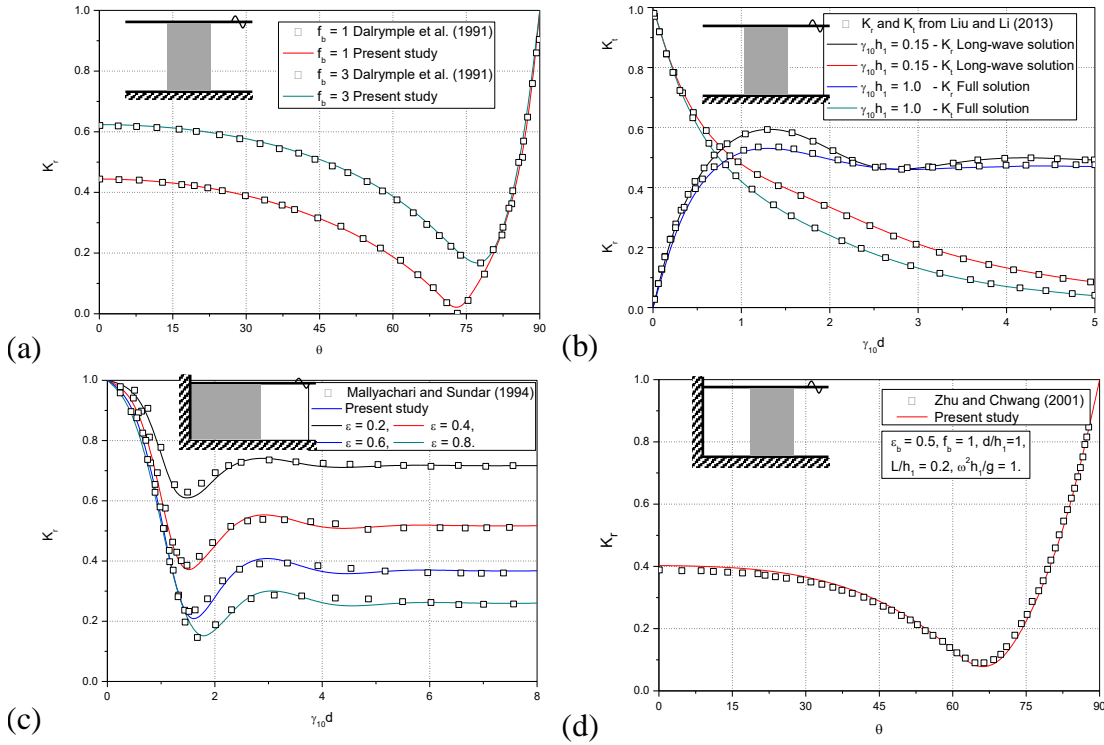 f_b = 1 Dalrymple et al. (1991)
f_b = 1 Present study
f_b = 3 Dalrymple et al. (1991)
f_b = 3 Present study
1.0
0.8
0.6
0.4
0.2
0.0
K_r
0
15
30
45
60
75
90
θ
(a)
K_r and K_t from Liu and Li (2013)
γ_10h_1 = 0.15 - K_r Long-wave solution
γ_10h_1 = 0.15 - K_t Long-wave solution
γ_10h_1 = 1.0 - K_r Full solution
γ_10h_1 = 1.0 - K_t Full solution
K_t
K_r
1.0
0.8
0.6
0.4
0.2
0.0
0
1
2
3
4
5
γ_10d
(b)
Mallyachari and Sundar (1994)
Present study
ε = 0.2, ε = 0.4,
ε = 0.6, ε = 0.8.
1.0
0.8
0.6
0.4
0.2
0.0
K_r
0
2
4
6
8
γ_10d
(c)
Zhu and Chwang (2001)
Present study
ε_b = 0.5, f_b = 1, d/h_1=1,
L/h_1 = 0.2, ω²h_1/g = 1.
1.0
0.8
0.6
0.4
0.2
0.0
K_r
0
15
30
45
60
75
90
θ
(d)